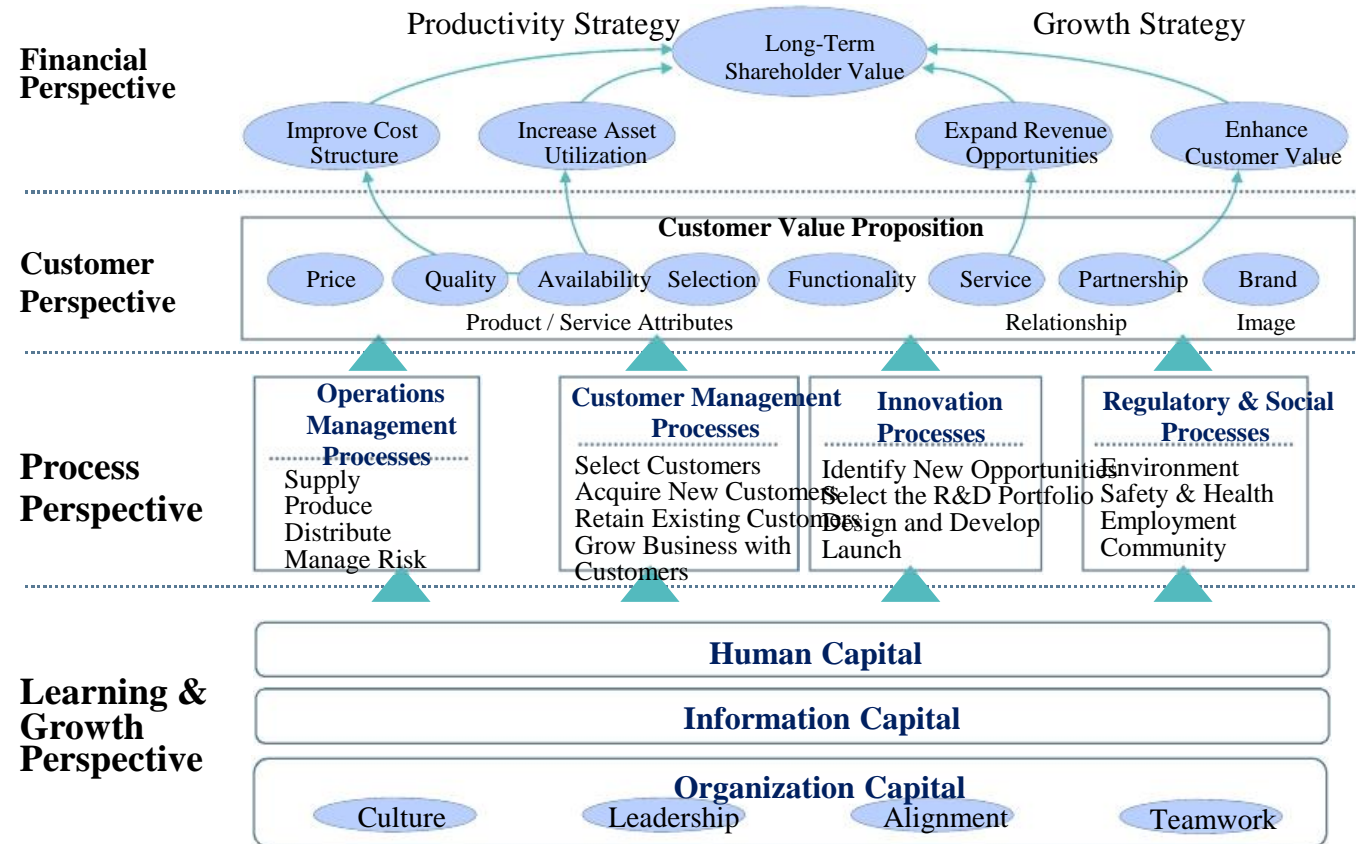 Productivity Strategy
Growth Strategy
Financial
Perspective
Long-Term
Shareholder Value
Improve Cost
Structure
Increase Asset
Utilization
Expand Revenue
Opportunities
Enhance
Customer Value
Customer
Perspective
Customer Value Proposition
Price
Quality
Availability
Selection
Functionality
Service
Partnership
Brand
Product / Service Attributes
Relationship
Image
Process
Perspective
Operations
Management
Processes
Supply
Produce
Distribute
Manage Risk
Customer Management
Processes
Select Customers
Acquire New Customers
Retain Existing Customers
Grow Business with
Customers
Innovation
Processes
Identify New Opportunities
Select the R&D Portfolio
Design and Develop
Launch
Regulatory & Social
Processes
Environment
Safety & Health
Employment
Community
Learning &
Growth
Perspective
Human Capital
Information Capital
Organization Capital
Culture
Leadership
Alignment
Teamwork